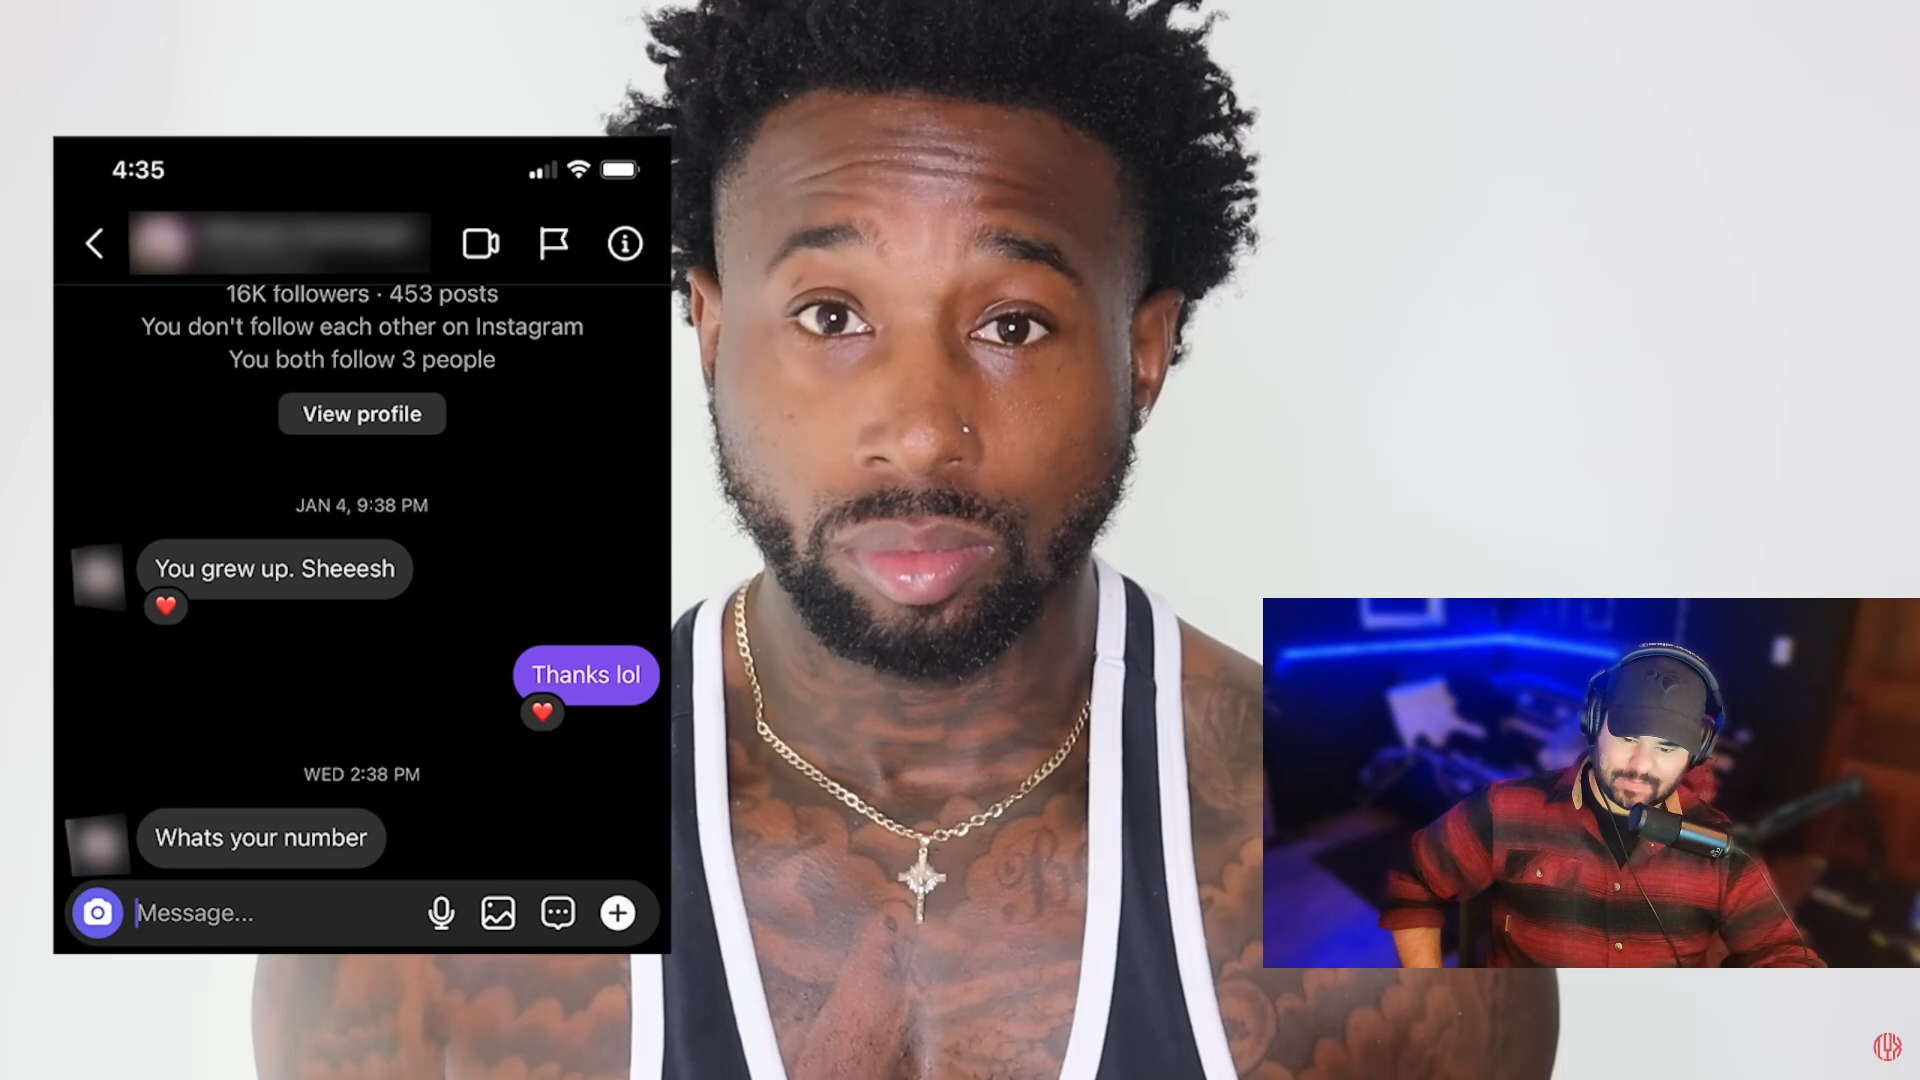 4:35
16K followers · 453 posts
You don't follow each other on Instagram
You both follow 3 people
View profile
JAN 4, 9:38 PM
You grew up. Sheeesh
Thanks lol
WED 2:38 PM
Whats your number
Message...